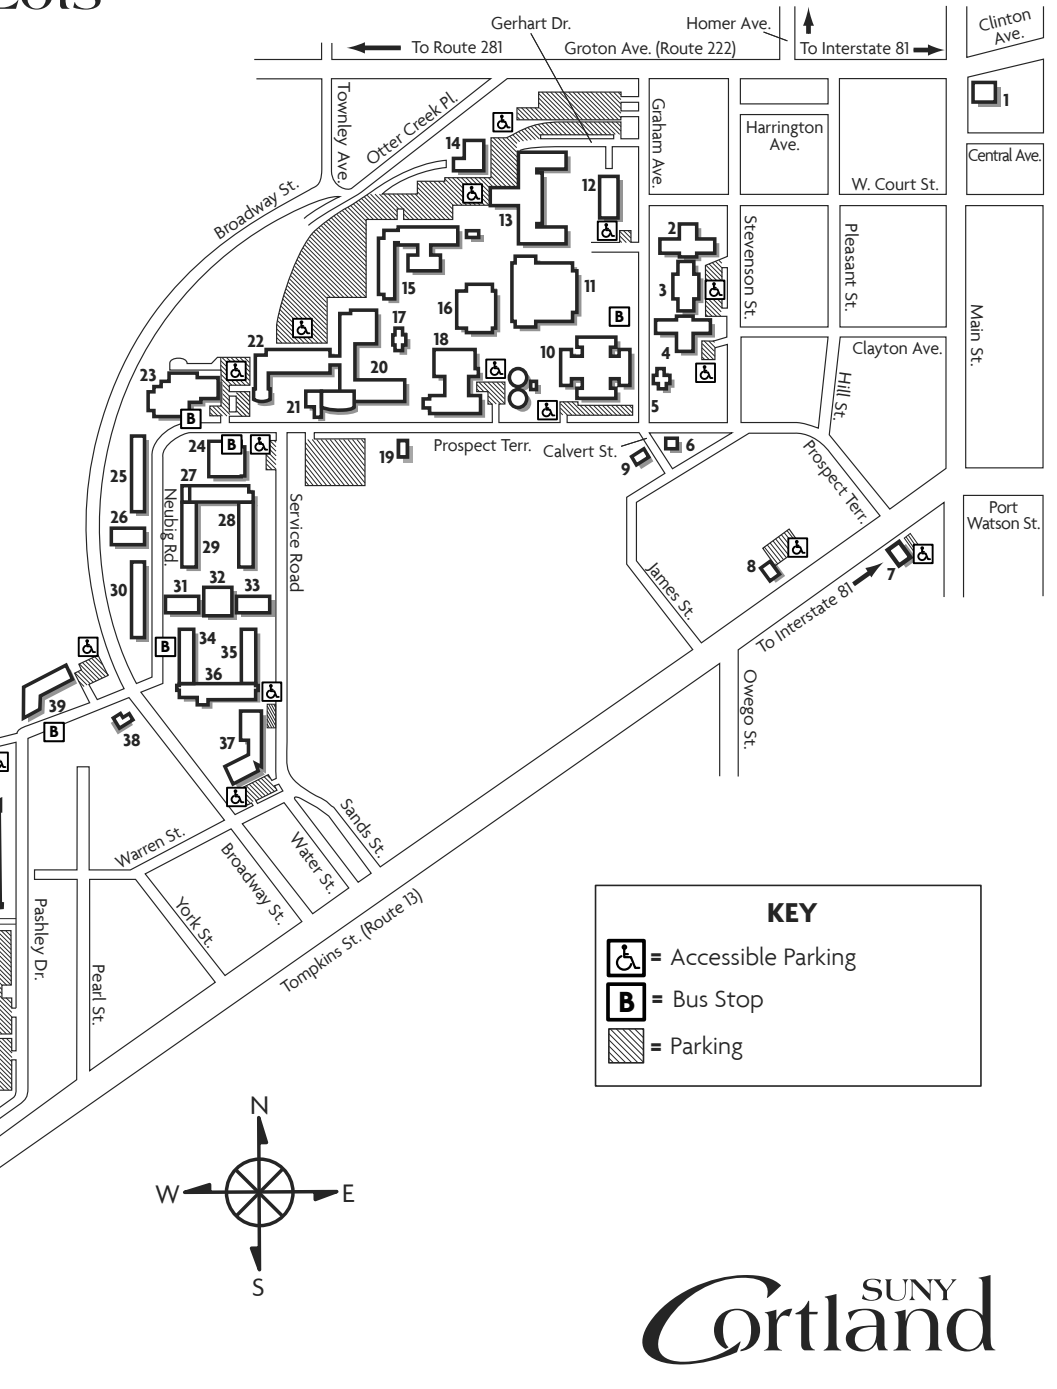 Lots
Gerhart Dr.
Homer Ave.
Clinton
Ave.
To Route 281
Groton Ave. (Route 222)
To Interstate 81
Townley Ave.
Otter Creek Pl.
Graham Ave.
1
Harrington
Ave.
Central Ave.
14
12
W. Court St.
Broadway St.
13
2
Stevenson St.
Pleasant St.
15
11
3
16
17
B
Main St.
22
18
10
4
Clayton Ave.
23
20
Hill St.
21
5
B
24
B
19
Prospect Terr.
Calvert St.
6
9
Prospect Terr.
25
27
Neubig Rd.
28
Service Road
26
29
Port
Watson St.
8
7
30
31
32
33
James St.
To Interstate 81
34
B
35
36
39
Owego St.
B
38
37
Sands St.
Warren St.
Water St.
Broadway St.
York St.
Tompkins St. (Route 13)
Pashley Dr.
Pearl St.
KEY
= Accessible Parking
B = Bus Stop
= Parking
N
W E
S
SUNY
Cortland